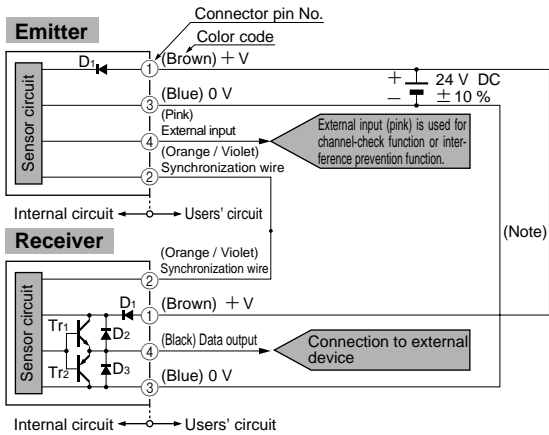 Connector pin No.
Emitter
Color code
D1
1
(Brown) + V
+
24 V DC
−
± 10 %
Sensor circuit
3
(Blue) 0 V
(Pink)
4
External input
External input (pink) is used for
channel-check function or inter-
ference prevention function.
(Orange / Violet)
2
Synchronization wire
Internal circuit
Users' circuit
(Note)
Receiver
(Orange / Violet)
2
Synchronization wire
Sensor circuit
D1
1
(Brown) + V
Tr1
D2
4
(Black) Data output
Connection to external
device
Tr2
D3
3
(Blue) 0 V
Internal circuit
Users' circuit